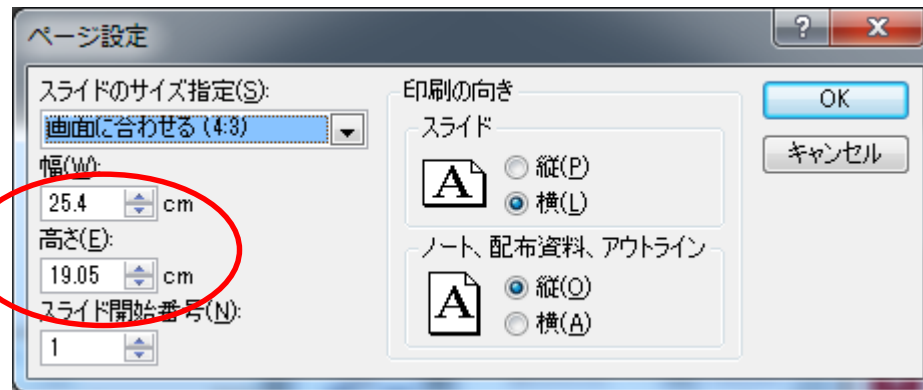 ページ設定
スライドのサイズ指定(S):
画面に合わせる (4:3)
幅(W):
25.4 cm
高さ(E):
19.05 cm
スライド開始番号(N):
1
印刷の向き
スライド
A
縦(P)
横(L)
ノート、配布資料、アウトライン
A
縦(O)
横(A)
?
X
OK
キャンセル